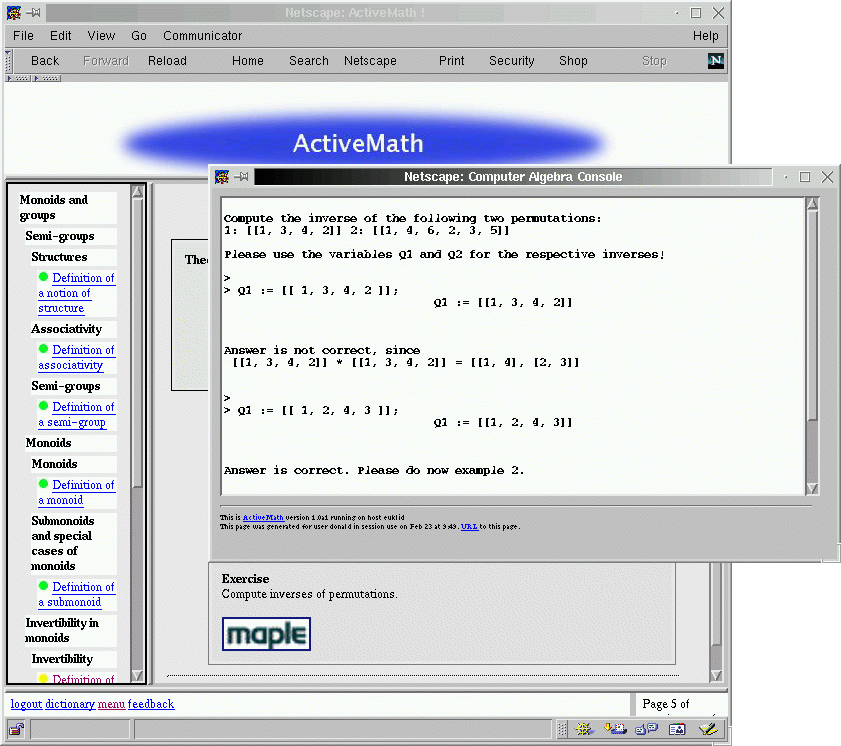 Netscape: ActiveMath !
File Edit View Go Communicator Help
Back Forward Reload Home Search Netscape Print Security Shop Stop
N
ActiveMath
Monoids and
groups
Semi-groups
Structures
Definition of
a notion of
structure
Associativity
Definition of
associativity
Semi-groups
Definition of
a semi-group
Monoids
Monoids
Definition of
a monoid
Submonoids
and special
cases of
monoids
Definition of
a submonoid
Invertibility in
monoids
Invertibility
Definition of
Netscape: Computer Algebra Console
Compute the inverse of the following two permutations:
1: [[1, 3, 4, 2]] 2: [[1, 4, 6, 2, 3, 5]]
Please use the variables Q1 and Q2 for the respective inverses!
>
> Q1 := [[ 1, 3, 4, 2 ]];
Q1 := [[1, 3, 4, 2]]
Answer is not correct, since
[[1, 3, 4, 2]] * [[1, 3, 4, 2]] = [[1, 4], [2, 3]]
>
> Q1 := [[ 1, 2, 4, 3 ]];
Q1 := [[1, 2, 4, 3]]
Answer is correct. Please do now example 2.
This is ActiveMath version 1.0a1 running on host euklid
This page was generated for user donald in session use on Feb 23 at 9:49. URL to this page.
Exercise
Compute inverses of permutations.
maple
logout dictionary menu feedback
Page 5 of